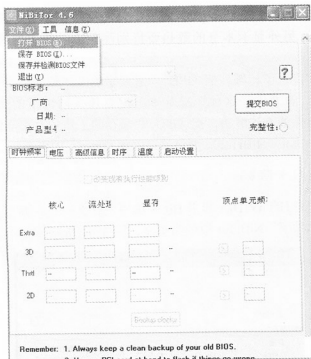 NiBiTor 4.6
文件(F) 工具 信息(Z)
打开 BIOS(R)
保存 BIOS(T)...
保存并检测BIOS文件
退出(Y)
BIOS标志: --
厂商
提交BIOS
日期: --
完整性:
产品型号 --
时钟频率 电压 高级信息 时序 温度 启动设置
核心 流处理 显存 顶点单元频:
Extra - - - --
3D - - - --
Thrtl - - - --
2D - - - --
Remember: 1. Always keep a clean backup of your old BIOS.